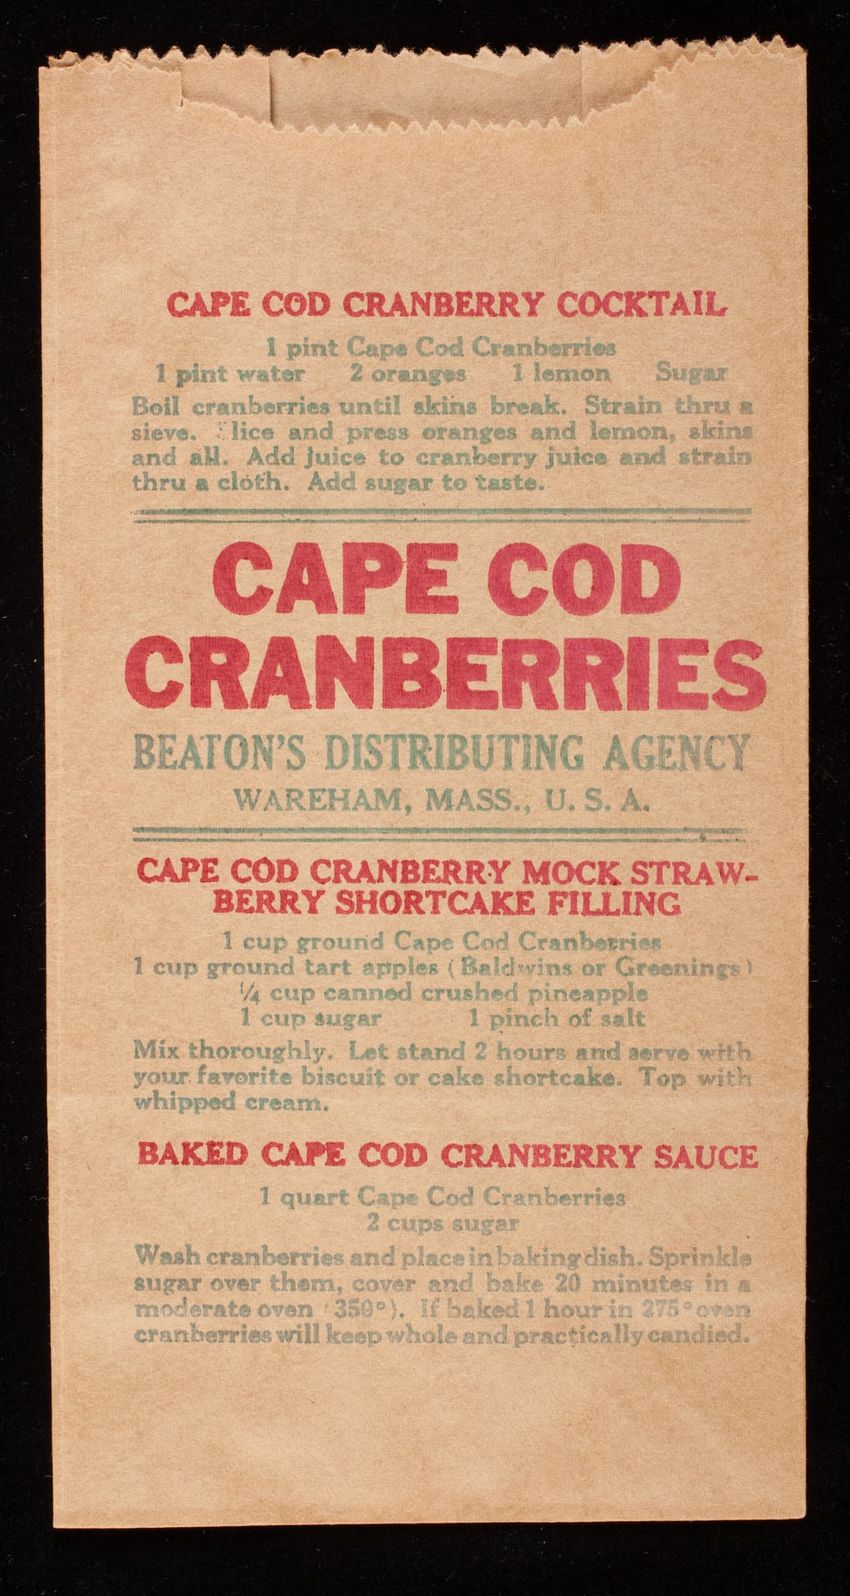 CAPE COD CRANBERRY COCKTAIL
1 pint Cape Cod Cranberries
1 pint water 2 oranges 1 lemon Sugar
Boil cranberries until skins break. Strain thru a
sieve. Slice and press oranges and lemon, skins
and all. Add juice to cranberry juice and strain
thru a cloth. Add sugar to taste.
CAPE COD
CRANBERRIES
BEATON'S DISTRIBUTING AGENCY
WAREHAM, MASS., U. S. A.
CAPE COD CRANBERRY MOCK STRAW-
BERRY SHORTCAKE FILLING
1 cup ground Cape Cod Cranberries
1 cup ground tart apples (Baldwins or Greenings)
1/4 cup canned crushed pineapple
1 cup sugar 1 pinch of salt
Mix thoroughly. Let stand 2 hours and serve with
your favorite biscuit or cake shortcake. Top with
whipped cream.
BAKED CAPE COD CRANBERRY SAUCE
1 quart Cape Cod Cranberries
2 cups sugar
Wash cranberries and place in baking dish. Sprinkle
sugar over them, cover and bake 20 minutes in a
moderate oven (350°). If baked 1 hour in 275° oven
cranberries will keep whole and practically candied.